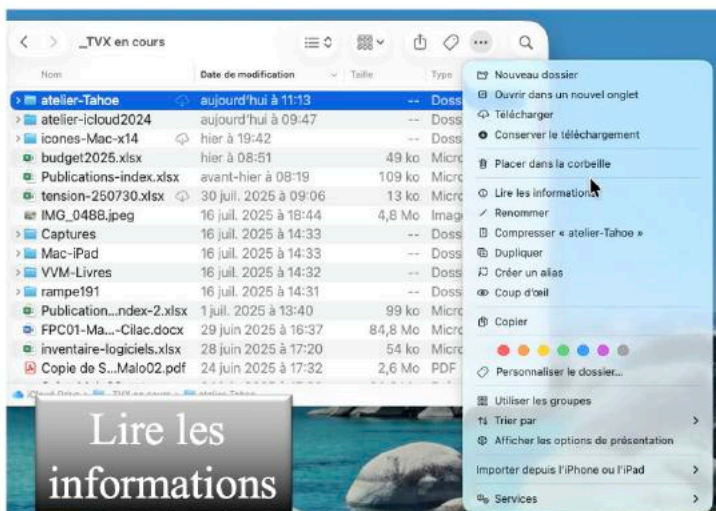 _TVX en cours
Nom Date de modification Taille Type
atelier-Tahoe aujourd'hui à 11:13 -- Doss
atelier-icloud2024 aujourd'hui à 09:47 -- Doss
icones-Mac-x14 hier à 19:42 -- Doss
budget2025.xlsx hier à 08:51 49 ko Micro
Publications-index.xlsx avant-hier à 08:19 109 ko Micro
tension-250730.xlsx 30 juil. 2025 à 09:06 13 ko Micro
IMG_0488.jpeg 16 juil. 2025 à 18:44 4,8 Mo Imag
Captures 16 juil. 2025 à 14:33 -- Doss
Mac-iPad 16 juil. 2025 à 14:33 -- Doss
VVM-Livres 16 juil. 2025 à 14:32 -- Doss
rampe191 16 juil. 2025 à 14:31 -- Doss
Publication...ndex-2.xlsx 1 juil. 2025 à 13:40 99 ko Micro
FPC01-Ma...-Cilac.docx 29 juin 2025 à 16:37 84,8 Mo Micro
inventaire-logiciels.xlsx 28 juin 2025 à 17:20 54 ko Micro
Copie de S...Malo02.pdf 24 juin 2025 à 17:32 2,6 Mo PDF
iCloud Drive > _TVX en cours > atelier-Tahoe
Nouveau dossier
Ouvrir dans un nouvel onglet
Télécharger
Conserver le téléchargement
Placer dans la corbeille
Lire les informations
Renommer
Compresser « atelier-Tahoe »
Dupliquer
Créer un alias
Coup d'œil
Copier
Personnaliser le dossier...
Utiliser les groupes
Trier par
Afficher les options de présentation
Importer depuis l'iPhone ou l'iPad
Services
Lire les
informations